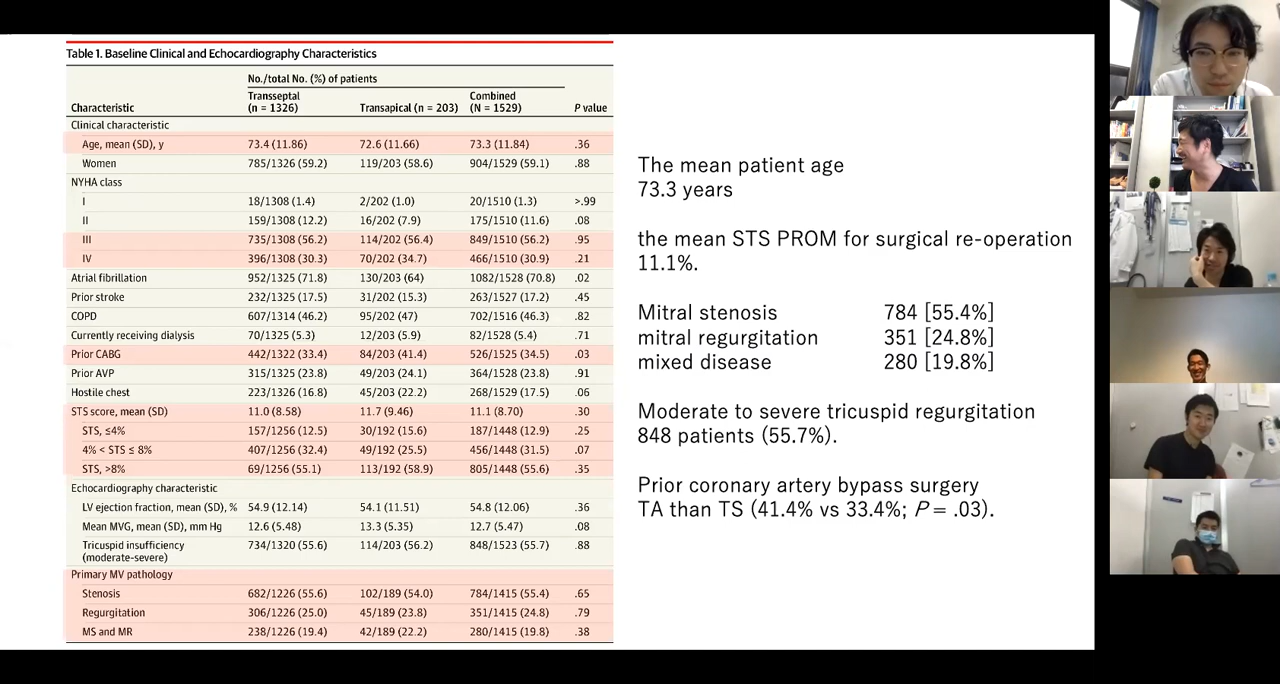 Table 1. Baseline Clinical and Echocardiography Characteristics
No./total No. (%) of patients
Characteristic Transseptal (n = 1326) Transapical (n = 203) Combined (N = 1529) P value
Clinical characteristic
Age, mean (SD), y 73.4 (11.86) 72.6 (11.66) 73.3 (11.84) .36
Women 785/1326 (59.2) 119/203 (58.6) 904/1529 (59.1) .88
NYHA class
I 18/1308 (1.4) 2/202 (1.0) 20/1510 (1.3) >.99
II 159/1308 (12.2) 16/202 (7.9) 175/1510 (11.6) .08
III 735/1308 (56.2) 114/202 (56.4) 849/1510 (56.2) .95
IV 396/1308 (30.3) 70/202 (34.7) 466/1510 (30.9) .21
Atrial fibrillation 952/1325 (71.8) 130/203 (64) 1082/1528 (70.8) .02
Prior stroke 232/1325 (17.5) 31/202 (15.3) 263/1527 (17.2) .45
COPD 607/1314 (46.2) 95/202 (47) 702/1516 (46.3) .82
Currently receiving dialysis 70/1325 (5.3) 12/203 (5.9) 82/1528 (5.4) .71
Prior CABG 442/1322 (33.4) 84/203 (41.4) 526/1525 (34.5) .03
Prior AVP 315/1325 (23.8) 49/203 (24.1) 364/1528 (23.8) .91
Hostile chest 223/1326 (16.8) 45/203 (22.2) 268/1529 (17.5) .06
STS score, mean (SD) 11.0 (8.58) 11.7 (9.46) 11.1 (8.70) .30
STS, ≤4% 157/1256 (12.5) 30/192 (15.6) 187/1448 (12.9) .25
4% < STS ≤ 8% 407/1256 (32.4) 49/192 (25.5) 456/1448 (31.5) .07
STS, >8% 69/1256 (55.1) 113/192 (58.9) 805/1448 (55.6) .35
Echocardiography characteristic
LV ejection fraction, mean (SD), % 54.9 (12.14) 54.1 (11.51) 54.8 (12.06) .36
Mean MVG, mean (SD), mm Hg 12.6 (5.48) 13.3 (5.35) 12.7 (5.47) .08
Tricuspid insufficiency 734/1320 (55.6) 114/203 (56.2) 848/1523 (55.7) .88
(moderate-severe)
Primary MV pathology
Stenosis 682/1226 (55.6) 102/189 (54.0) 784/1415 (55.4) .65
Regurgitation 306/1226 (25.0) 45/189 (23.8) 351/1415 (24.8) .79
MS and MR 238/1226 (19.4) 42/189 (22.2) 280/1415 (19.8) .38
The mean patient age
73.3 years
the mean STS PROM for surgical re-operation
11.1%.
Mitral stenosis 784 [55.4%]
mitral regurgitation 351 [24.8%]
mixed disease 280 [19.8%]
Moderate to severe tricuspid regurgitation
848 patients (55.7%).
Prior coronary artery bypass surgery
TA than TS (41.4% vs 33.4%; P = .03).